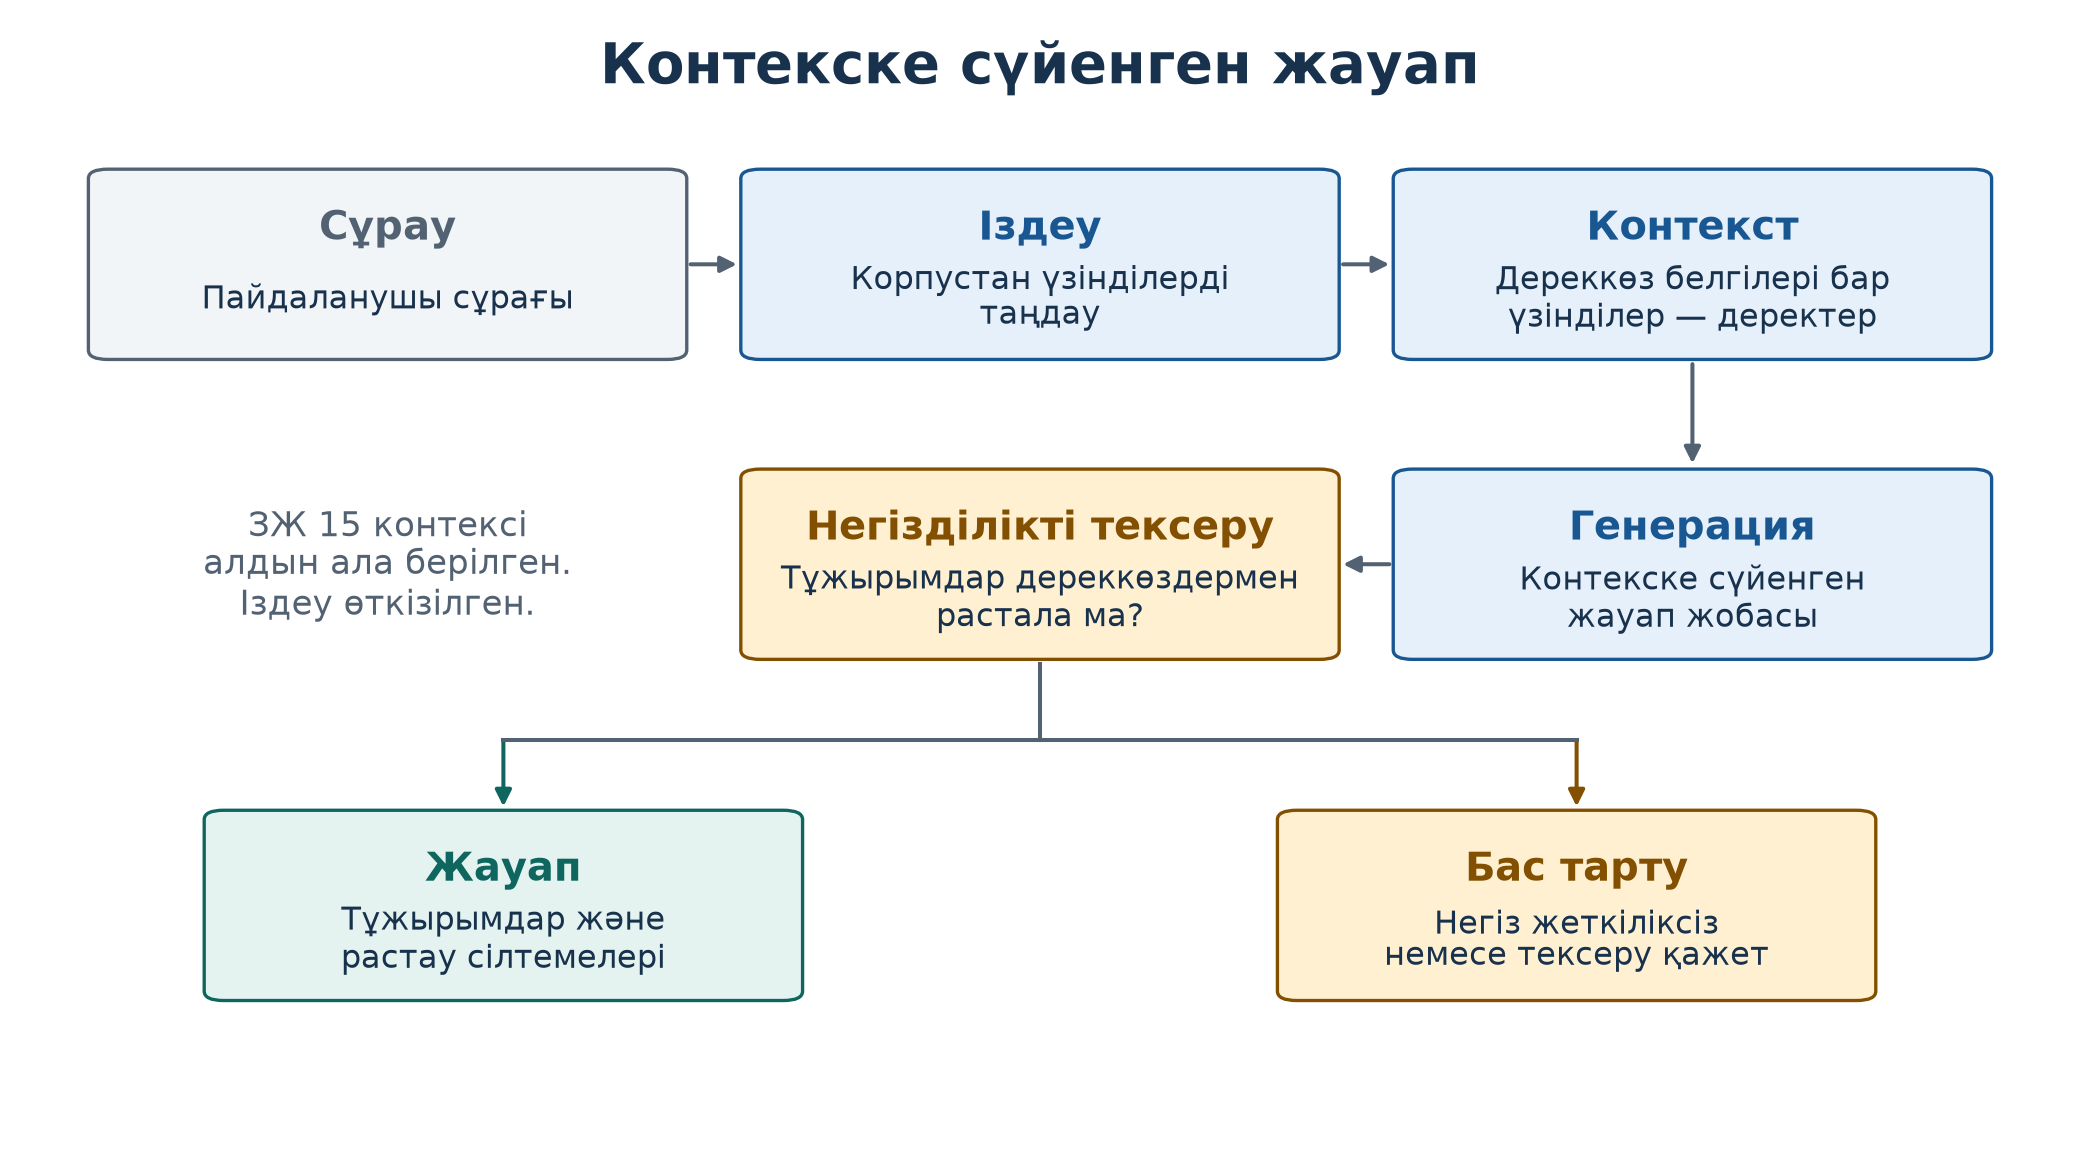 Контекске сүйенген жауап
Сұрау
Пайдаланушы сұрағы
Іздеу
Корпустан үзінділерді
таңдау
Контекст
Дереккөз белгілері бар
үзінділер — деректер
ЗЖ 15 контексі
алдын ала берілген.
Іздеу өткізілген.
Негізділікті тексеру
Тұжырымдар дереккөздермен
растала ма?
Генерация
Контекске сүйенген
жауап жобасы
Жауап
Тұжырымдар және
растау сілтемелері
Бас тарту
Негіз жеткіліксіз
немесе тексеру қажет